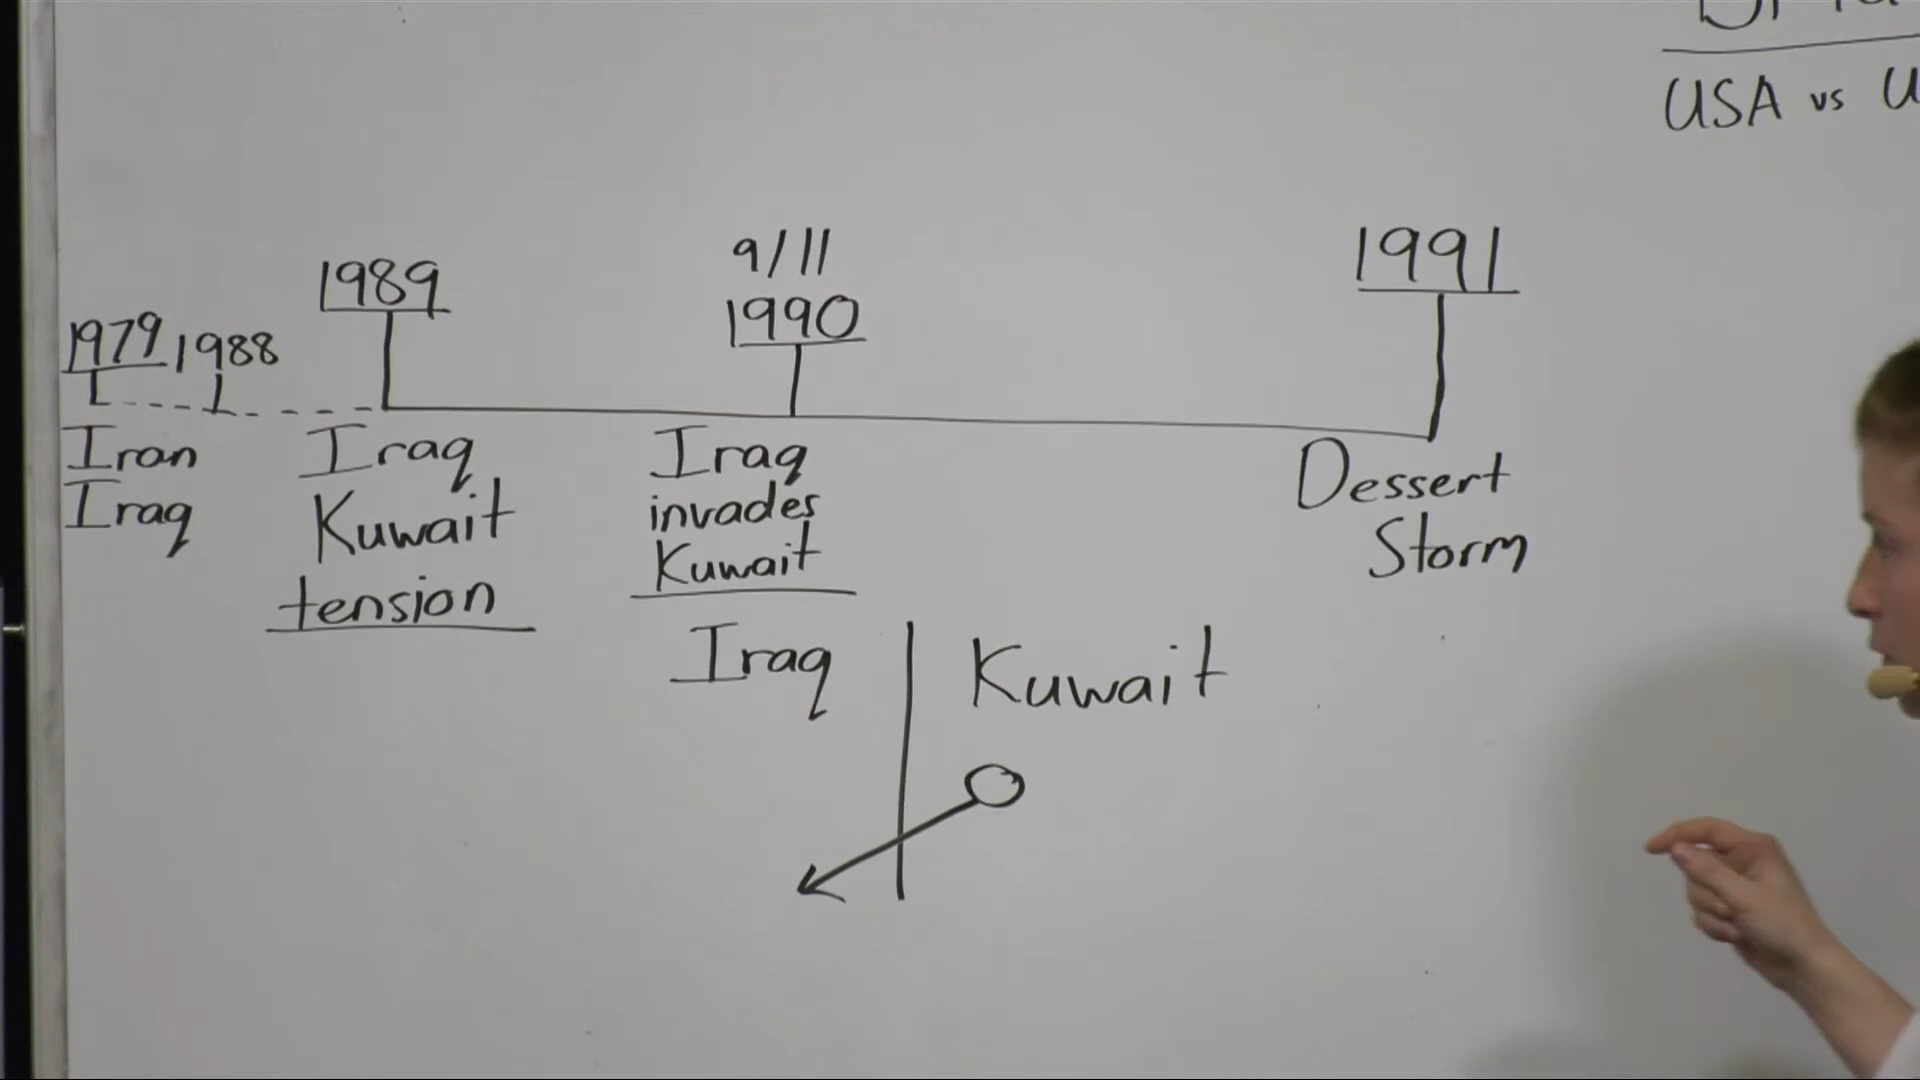 USA vs
1979
1988
1989
9/11
1990
1991
Iran
Iraq
Iraq
Kuwait
tension
Iraq
invades
Kuwait
Dessert
Storm
Iraq
Kuwait